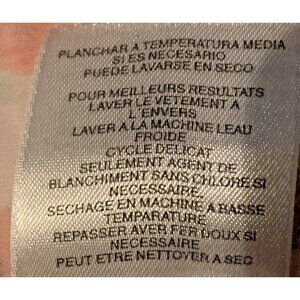 PLANCHAR A TEMPERATURA MEDIA
SI ES NECESARIO
PUEDE LAVARSE EN SECO
POUR MEILLEURS RESULTATS
LAVER LE VETEMENT A
L'ENVERS
LAVER A LA MACHINE LEAU
FROIDE
CYCLE DELICAT
SEULEMENT AGENT DE
BLANCHIMENT SANS CHLORE SI
NECESSAIRE
SECHAGE EN MACHINE A BASSE
TEMPARATURE
REPASSER AVER FER DOUX SI
NECESSAIRE
PEUT ETRE NETTOYER A SEC